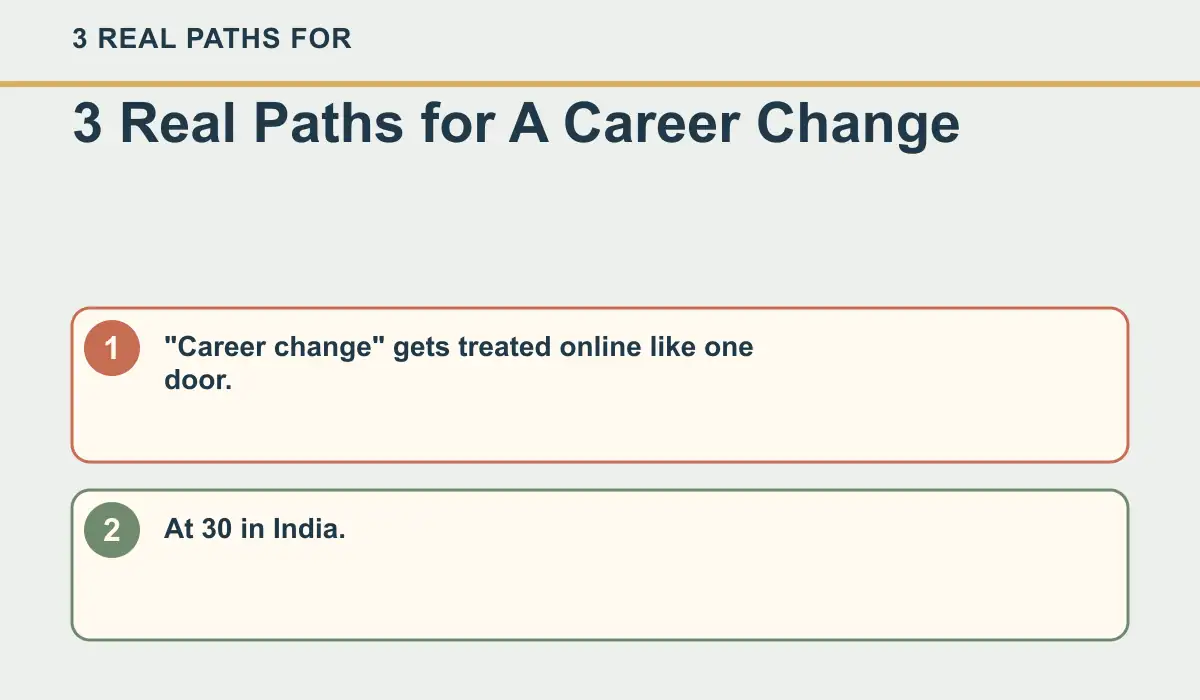 3 REAL PATHS FOR
3 Real Paths for A Career Change
1
"Career change" gets treated online like one
door.
2
At 30 in India.